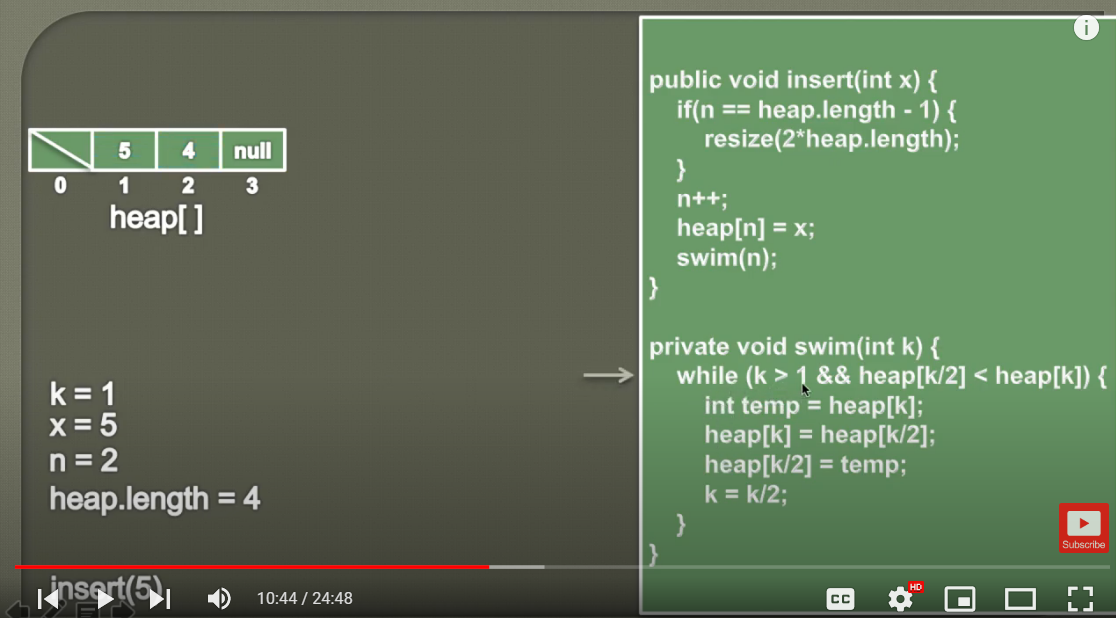 public void insert(int x) {
if(n == heap.length - 1) {
resize(2*heap.length);
}
n++;
heap[n] = x;
swim(n);
}
private void swim(int k) {
while (k > 1 && heap[k/2] < heap[k]) {
int temp = heap[k];
heap[k] = heap[k/2];
heap[k/2] = temp;
k = k/2;
}
}
5 4 null
0 1 2 3
heap[ ]
k = 1
x = 5
n = 2
heap.length = 4
insert(5)
i
Subscribe
10:44 / 24:48
CC
HD